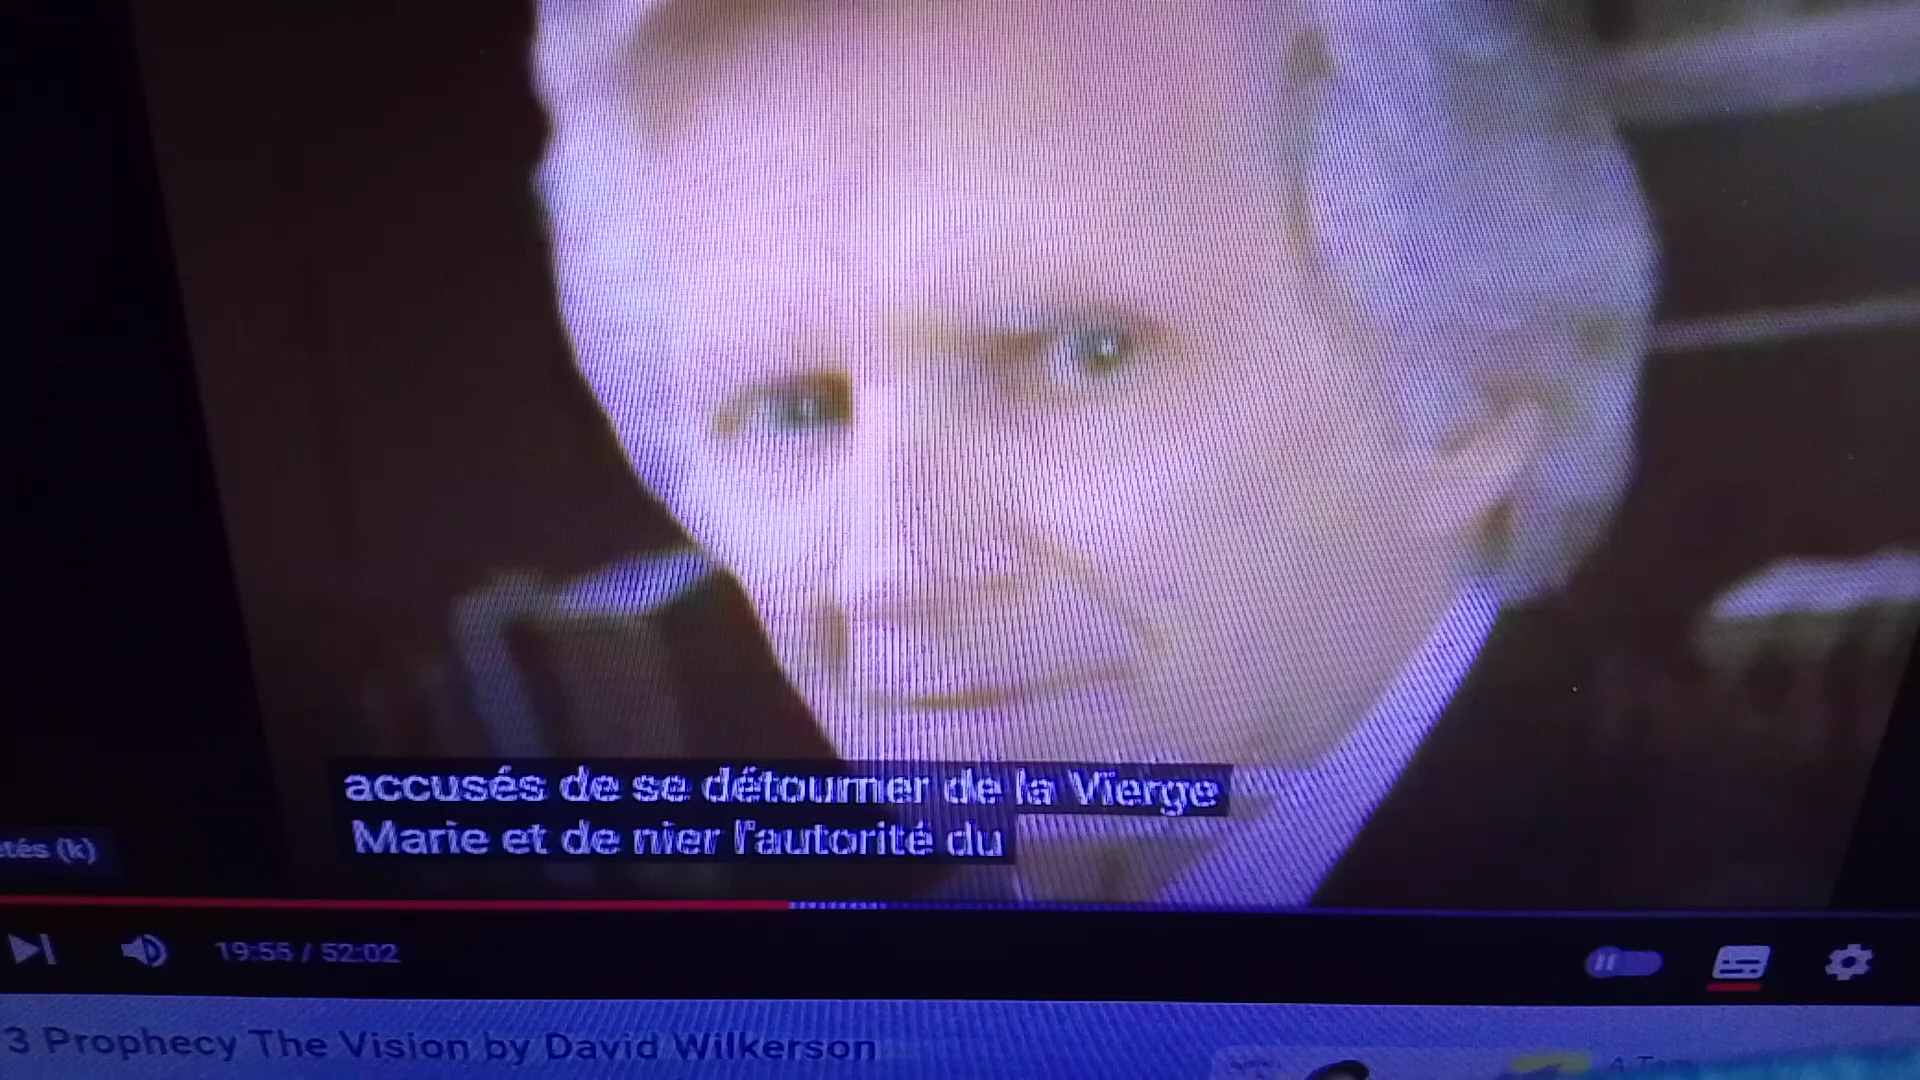 accusés de se détourner de la Vierge
Marie et de nier l'autorité du
tés (k)
19:55 / 52:02
3 Prophecy The Vision by David Wilkerson